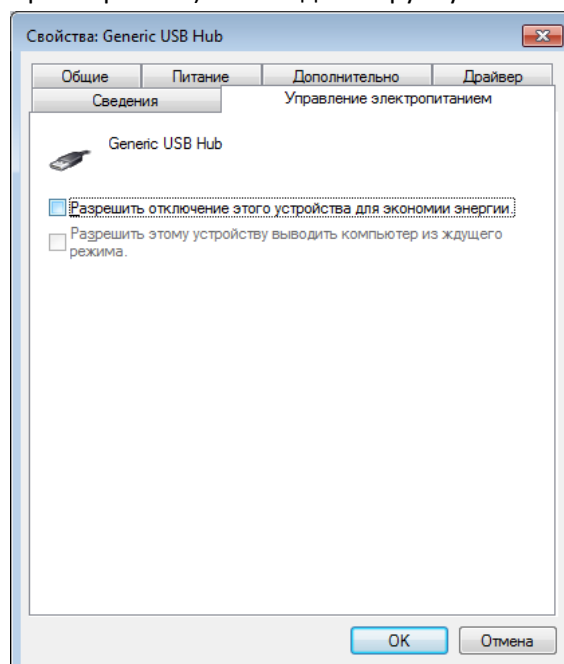 Свойства: Generic USB Hub
Общие
Питание
Дополнительно
Драйвер
Сведения
Управление электропитанием
Generic USB Hub
Разрешить отключение этого устройства для экономии энергии.
Разрешить этому устройству выводить компьютер из ждущего
режима.
OK
Отмена